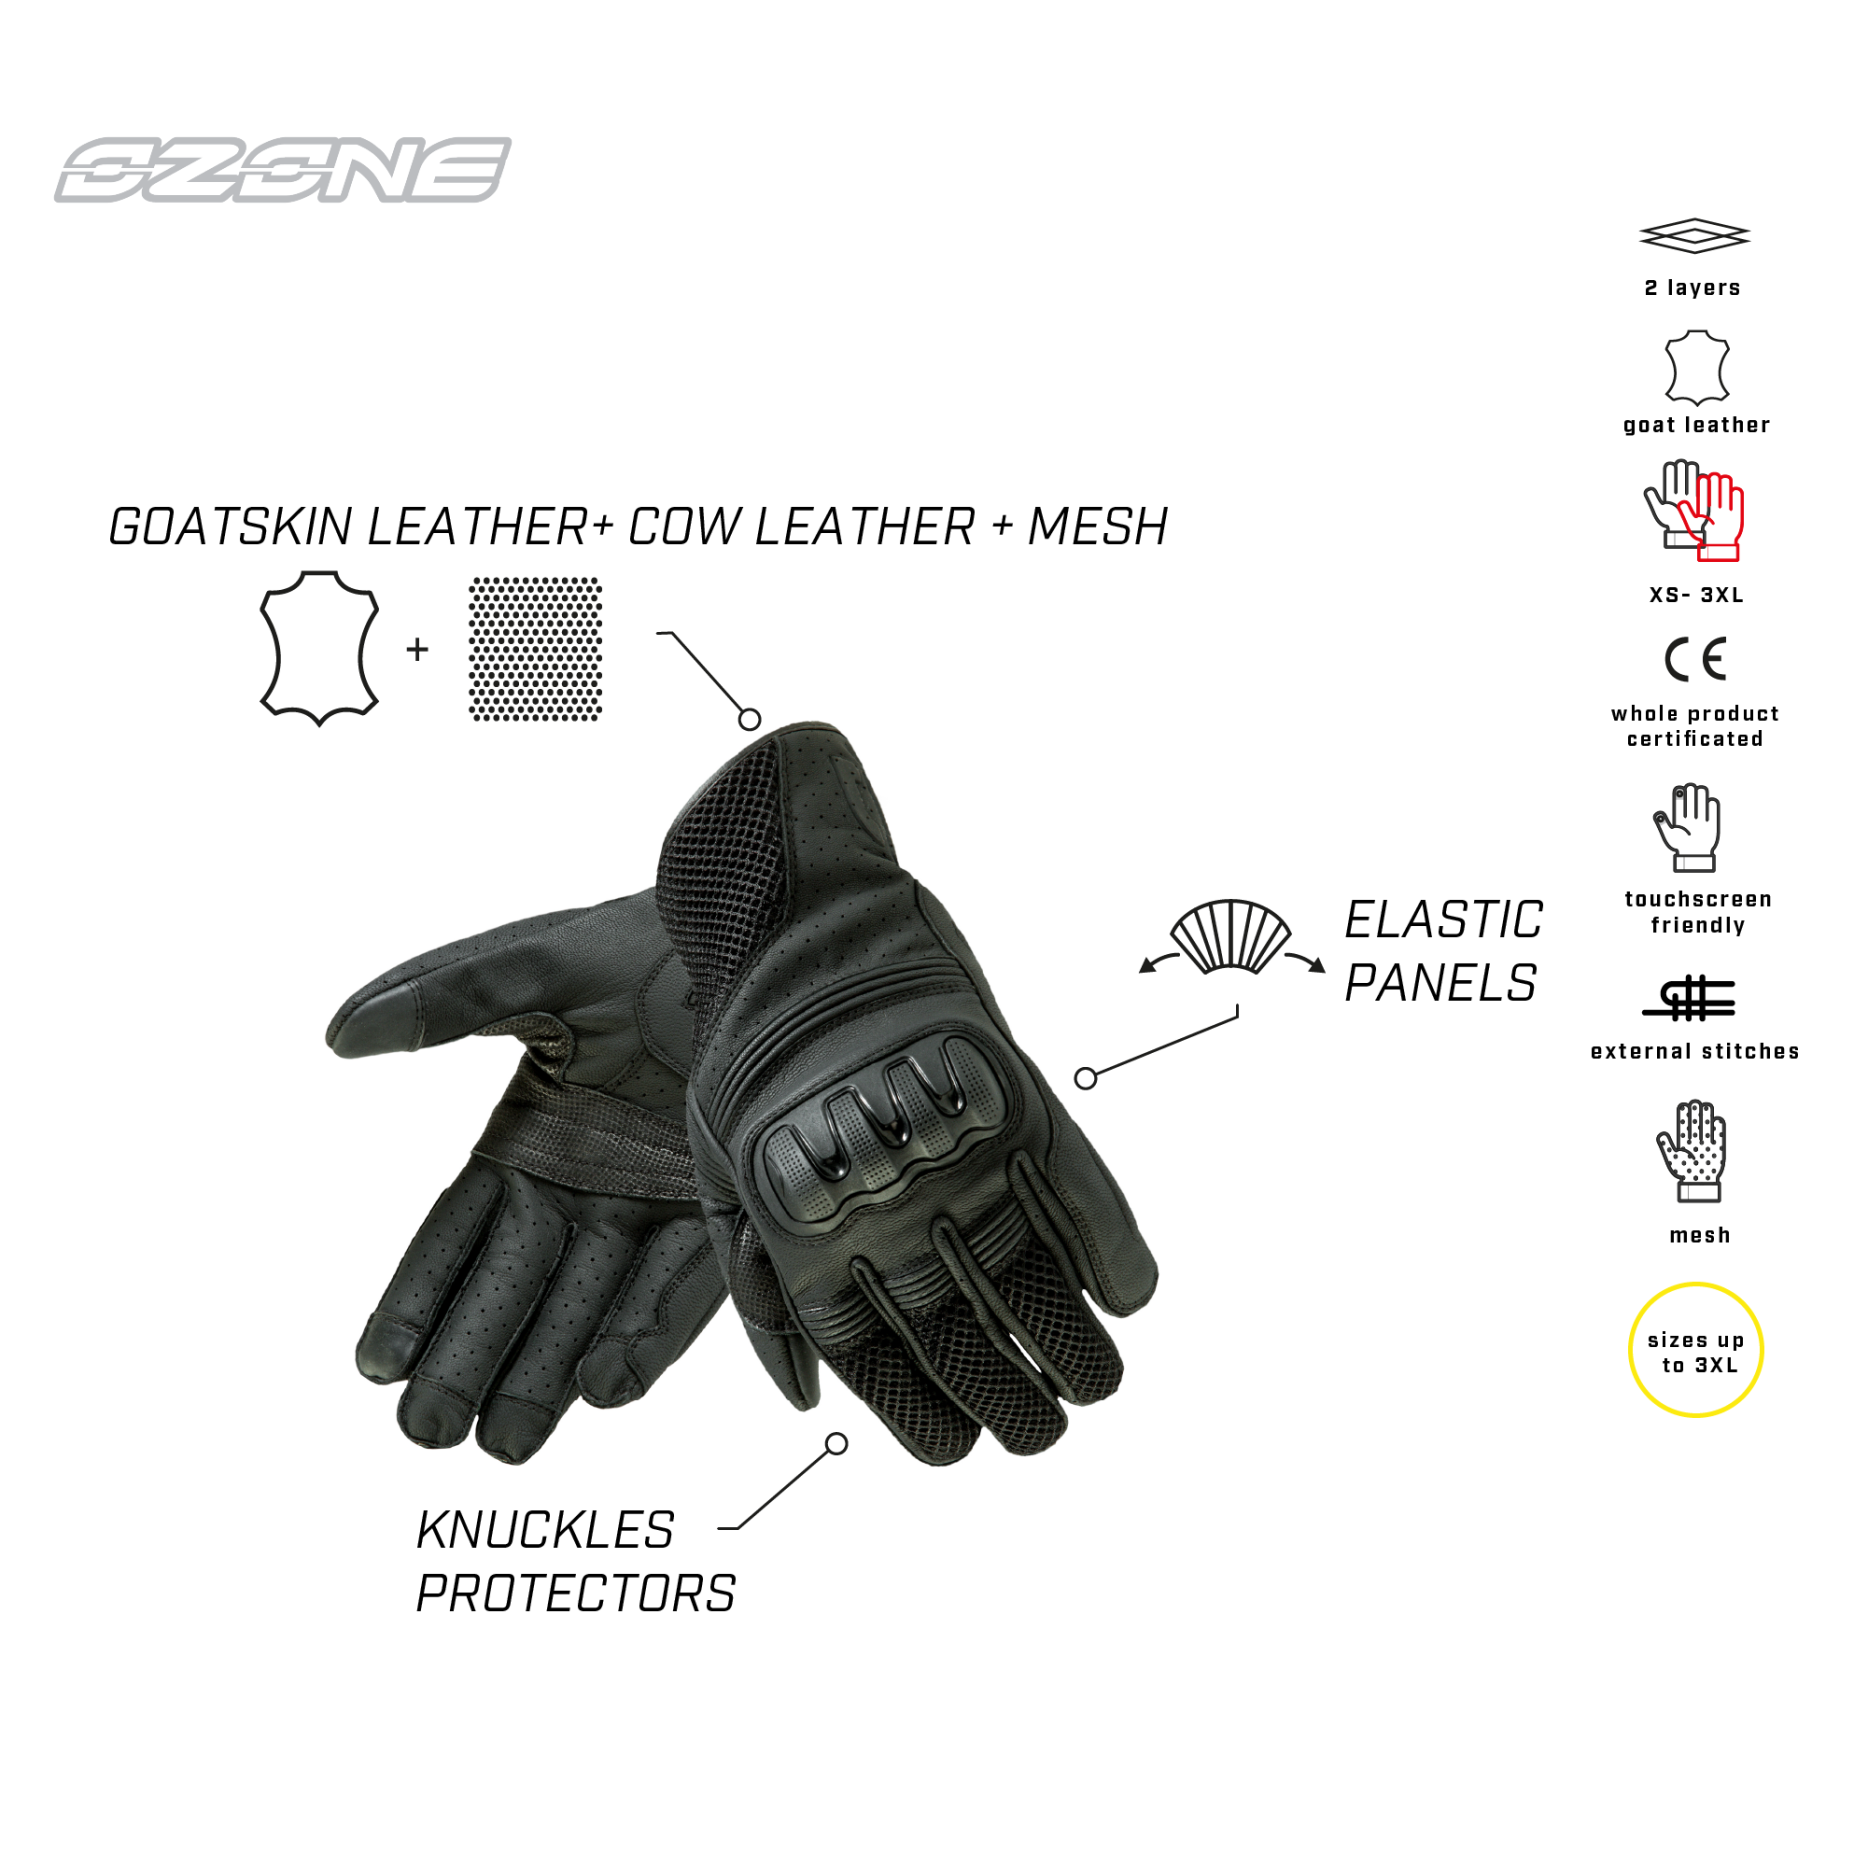 OZONE
GOATSKIN LEATHER+ COW LEATHER + MESH
+
ELASTIC
PANELS
KNUCKLES
PROTECTORS
2 layers
goat leather
XS- 3XL
CE
whole product
certificated
touchscreen
friendly
external stitches
mesh
sizes up
to 3XL